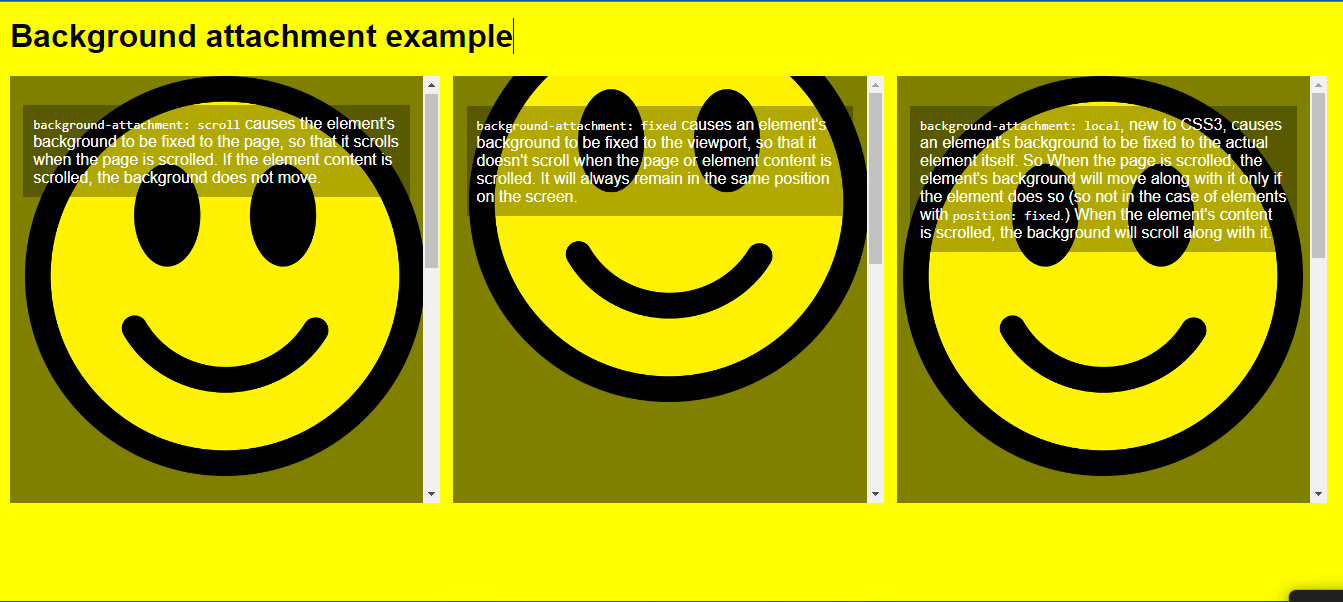 Background attachment example
background-attachment: scroll causes the element's
background to be fixed to the page, so that it scrolls
when the page is scrolled. If the element content is
scrolled, the background does not move.
background-attachment: fixed causes an element's
background to be fixed to the viewport, so that it
doesn't scroll when the page or element content is
scrolled. It will always remain in the same position
on the screen.
background-attachment: local, new to CSS3, causes
an element's background to be fixed to the actual
element itself. So When the page is scrolled, the
element's background will move along with it only if
the element does so (so not in the case of elements
with position: fixed.) When the element's content
is scrolled, the background will scroll along with it.